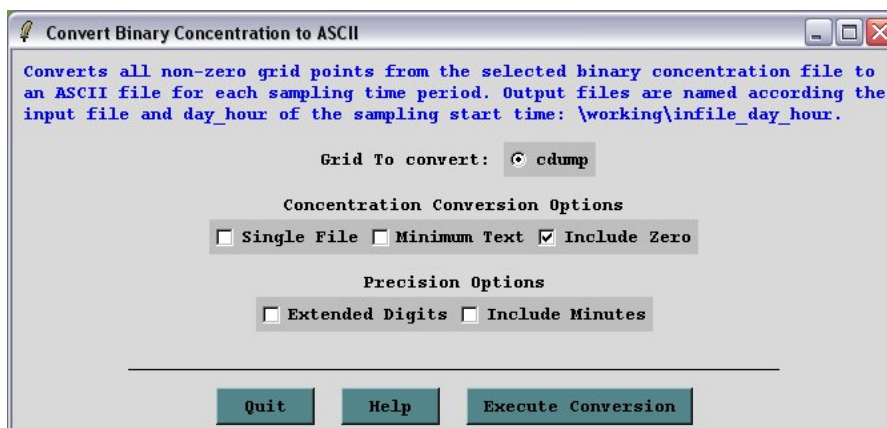 Convert Binary Concentration to ASCII
Converts all non-zero grid points from the selected binary concentration file to
an ASCII file for each sampling time period. Output files are named according the
input file and day_hour of the sampling start time: \working\infile_day_hour.
Grid To convert: cdump
Concentration Conversion Options
Single File Minimum Text Include Zero
Precision Options
Extended Digits Include Minutes
Quit Help Execute Conversion